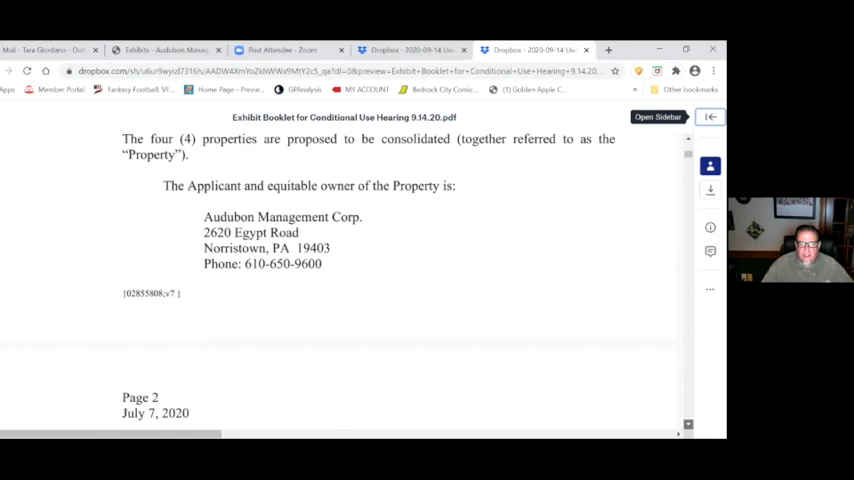 Mail - Tara Giordano - Out
Exhibits - Audubon Manag
Post Attendee - Zoom
Dropbox - 2020-09-14 Uw
Dropbox - 2020-09-14 Uw
Apps
Member Portal
Fantasy Football VF...
Home Page - Previe...
GPAnalysis
MY ACCOUNT
Bedrock City Comic...
(1) Golden Apple C...
Other bookmarks
Exhibit Booklet for Conditional Use Hearing 9.14.20.pdf
Open Sidebar
The four (4) properties are proposed to be consolidated (together referred to as the
“Property”).
The Applicant and equitable owner of the Property is:
Audubon Management Corp.
2620 Egypt Road
Norristown, PA 19403
Phone: 610-650-9600
{02855808;v7 }
Page 2
July 7, 2020